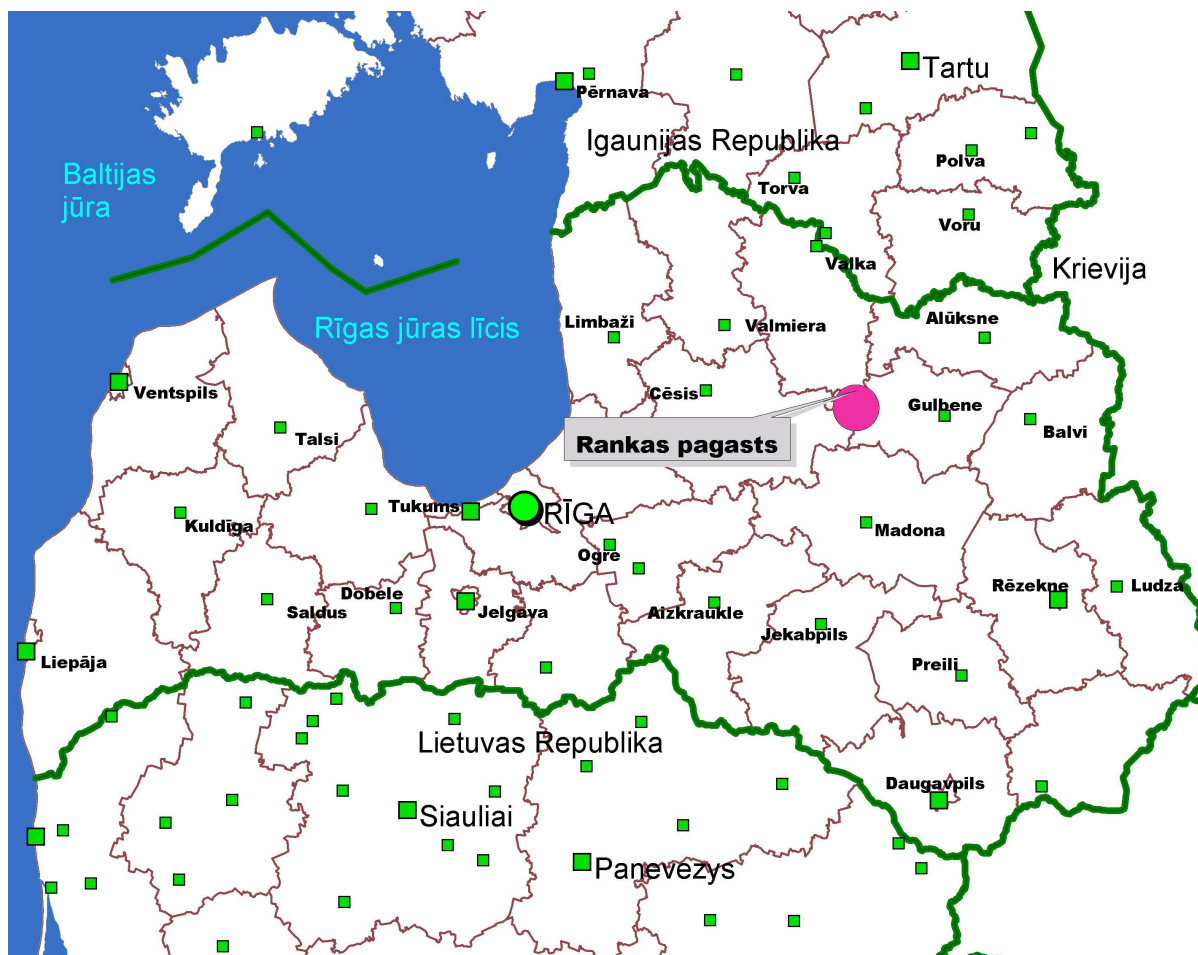 Tartu
Pērnava
Igaunijas Republika
Polva
Baltijas
jūra
Torva
Voru
Valka
Krievija
Rīgas jūras līcis
Limbaži
Valmiera
Alūksne
Ventspils
Cēsis
Gulbene
Balvi
Talsi
Rankas pagasts
Tukums
RĪGA
Kuldīga
Madona
Ogre
Rēzekne
Ludza
Dobele
Saldus
Jelgava
Aizkraukle
Jekabpils
Liepāja
Preili
Lietuvas Republika
Daugavpils
Siauliai
Panevezys